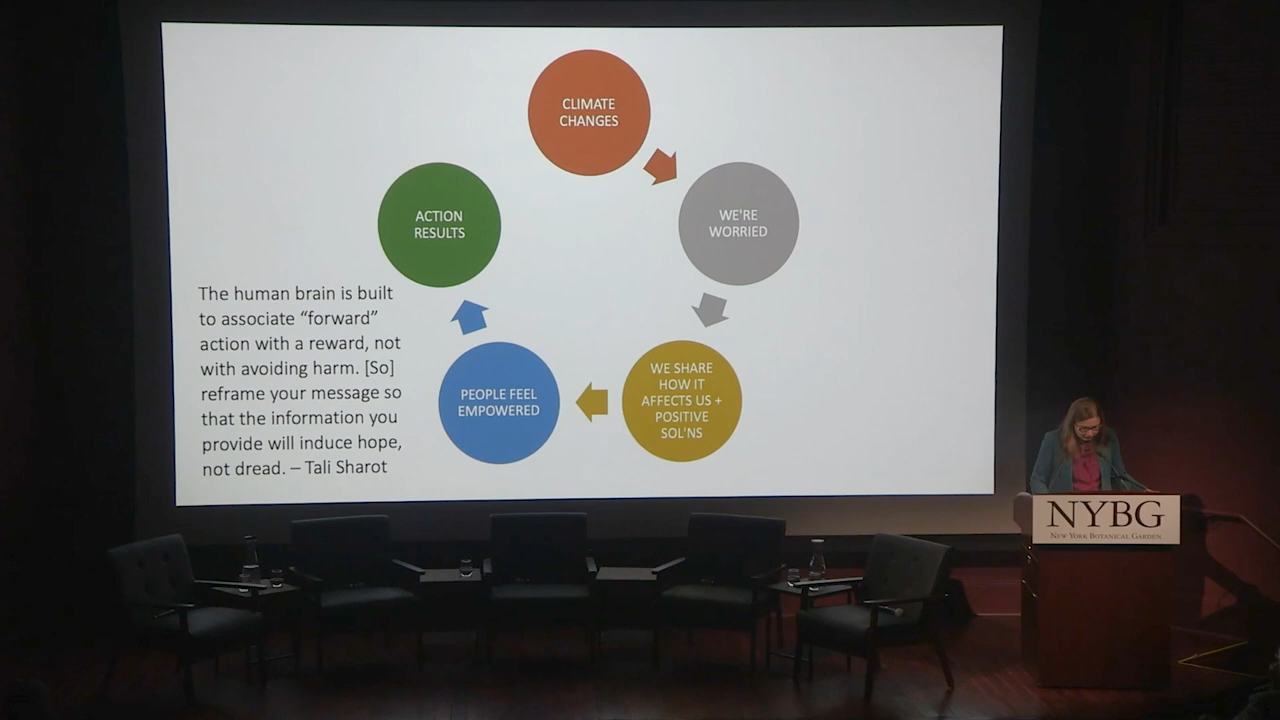 CLIMATE
CHANGES
WE'RE
WORRIED
WE SHARE
HOW IT
AFFECTS US +
POSITIVE
SOL'NS
PEOPLE FEEL
EMPOWERED
ACTION
RESULTS
The human brain is built
to associate “forward”
action with a reward, not
with avoiding harm. [So]
reframe your message so
that the information you
provide will induce hope,
not dread. – Tali Sharot
NYBG
NEW YORK BOTANICAL GARDEN